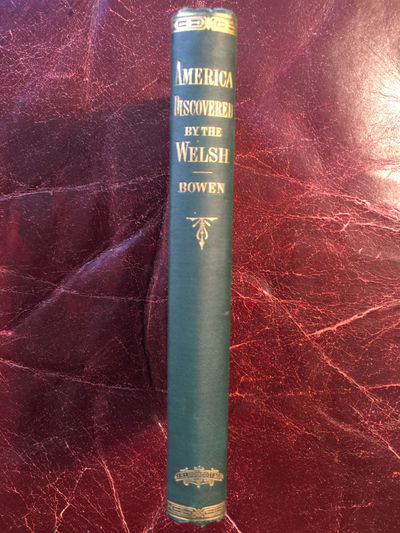 AMERICA
DISCOVERED
BY THE
WELSH
BOWEN